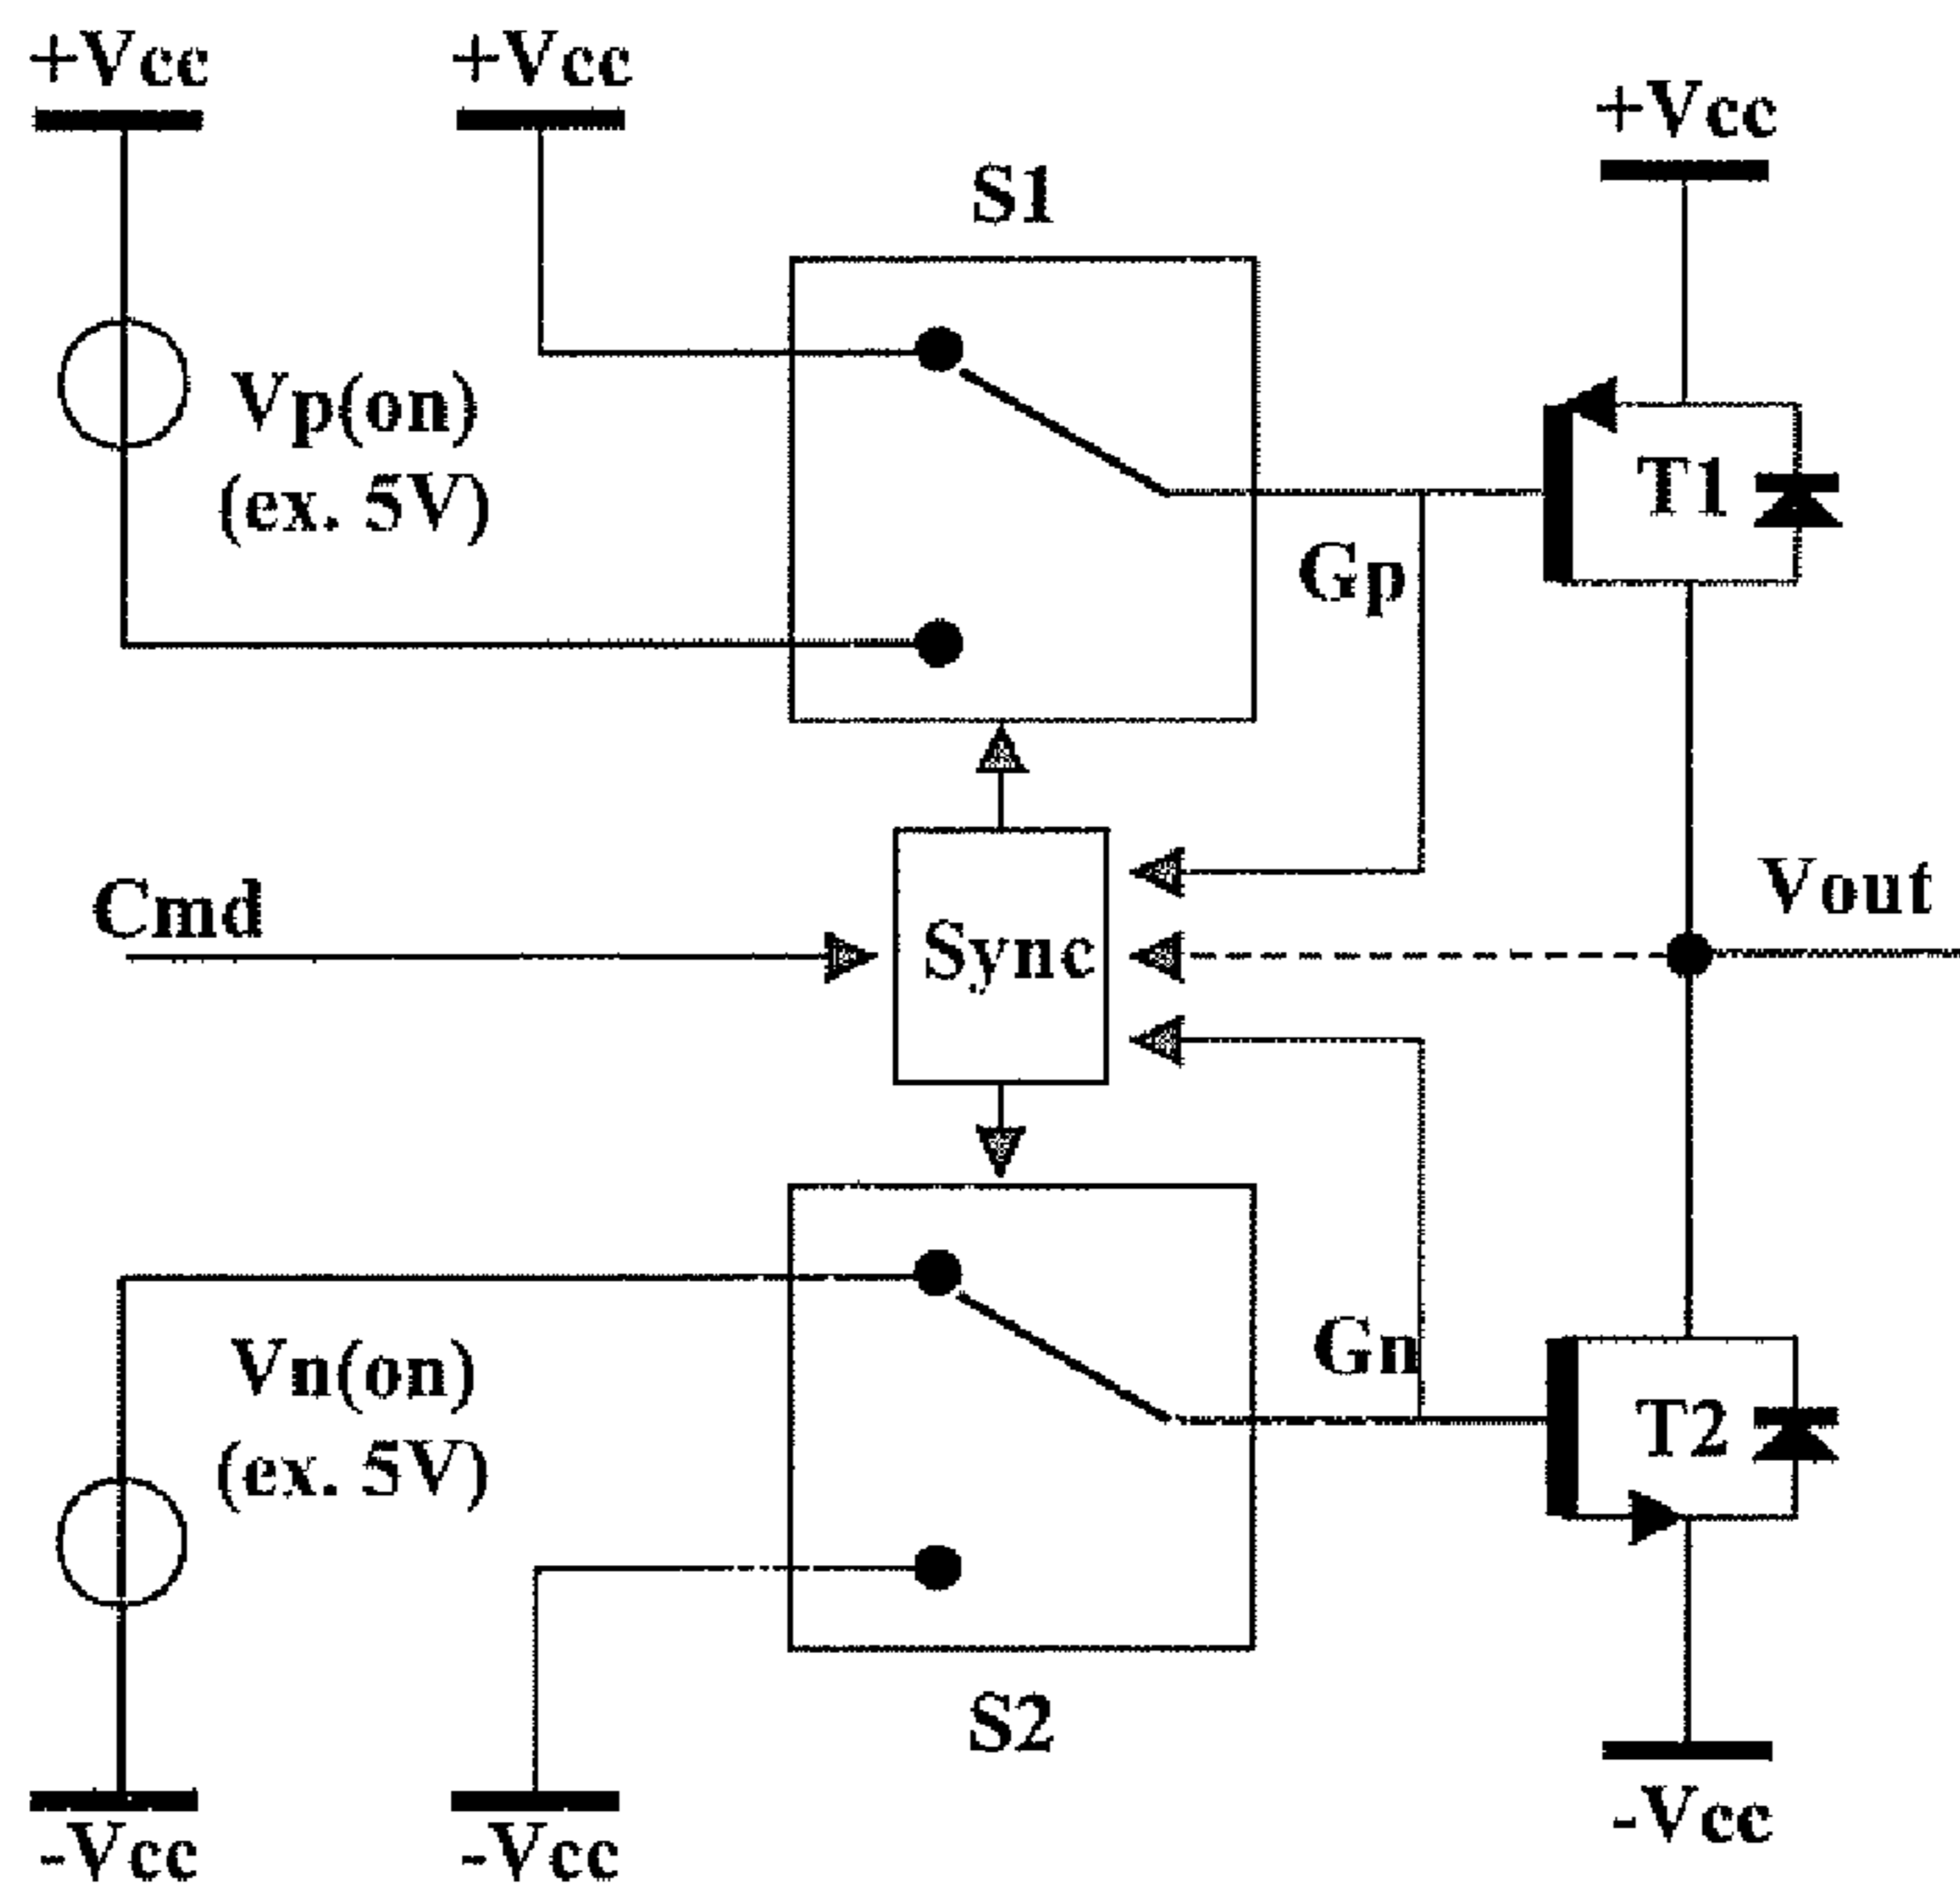 +Vcc
+Vcc
+Vcc
S1
Vp(on)
(ex. 5V)
T1
Gp
Cmd
Sync
Vout
Vn(on)
(ex. 5V)
Gn
T2
S2
-Vcc
-Vcc
-Vcc